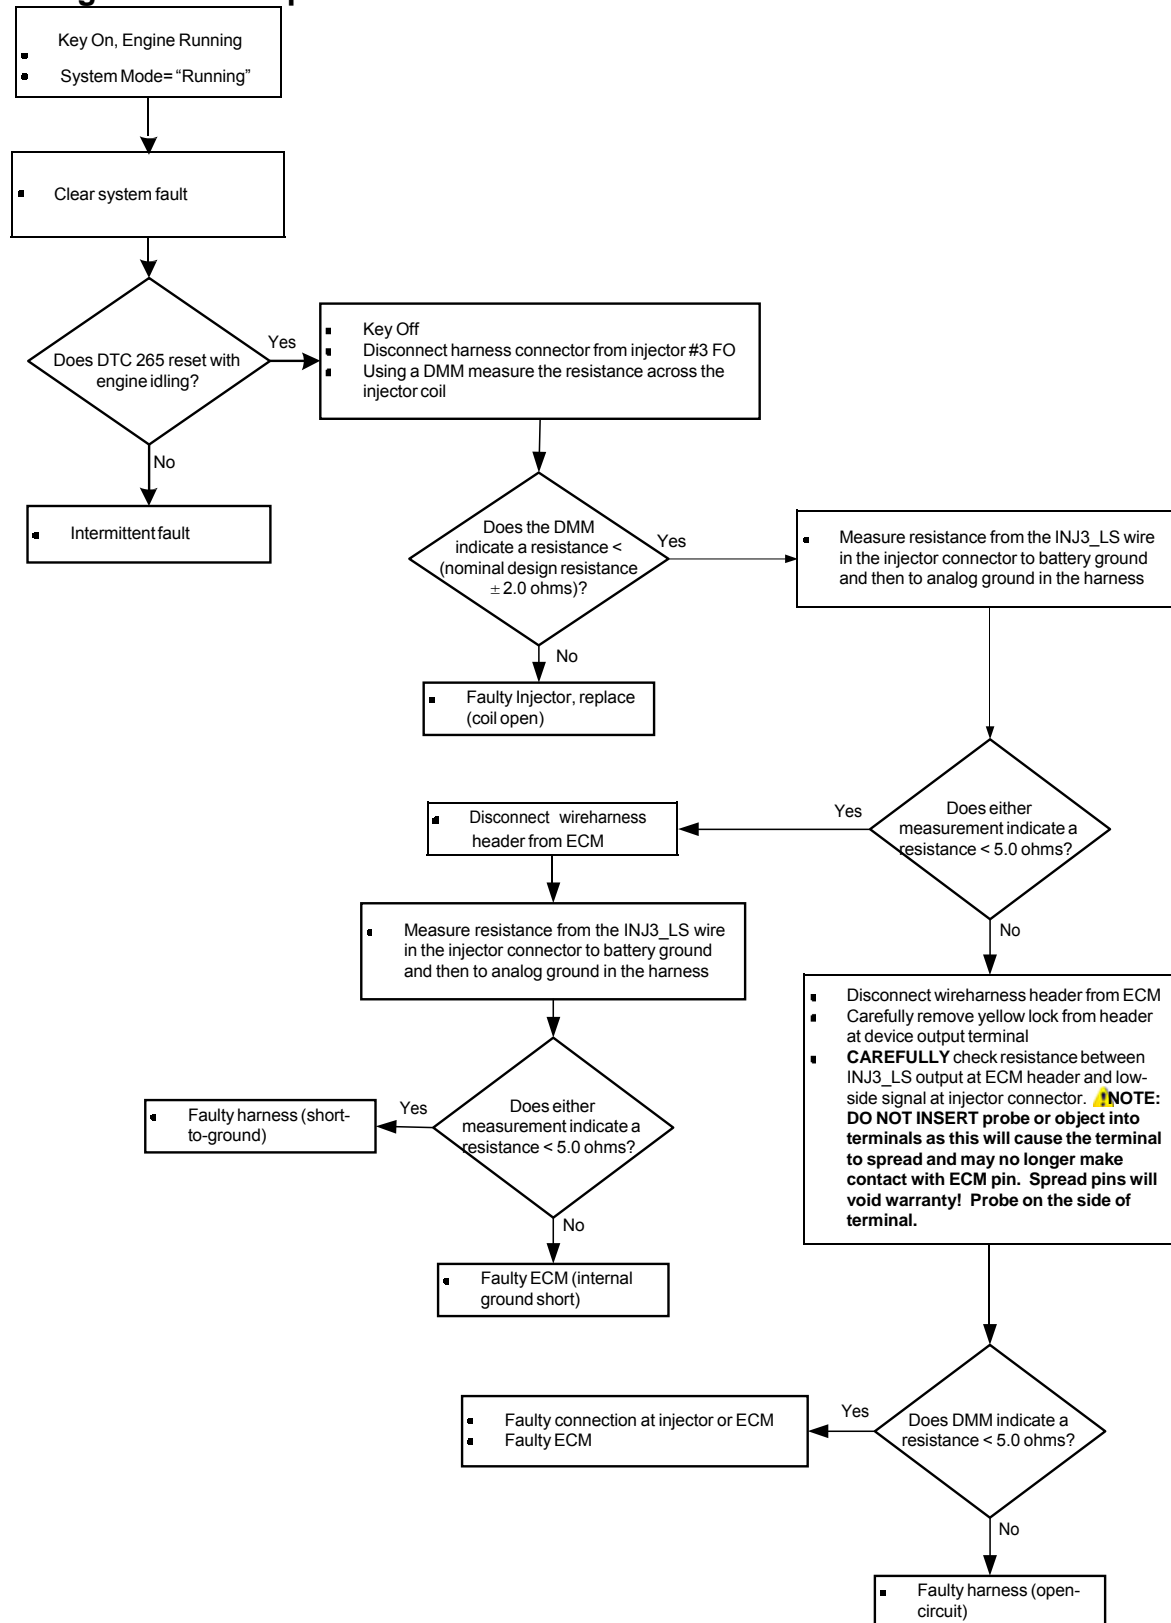 Key On, Engine Running
System Mode= “Running”
Clear system fault
Does DTC 265 reset with
engine idling?
Yes
No
Intermittent fault
Key Off
Disconnect harness connector from injector #3 FO
Using a DMM measure the resistance across the
injector coil
Does the DMM
indicate a resistance <
(nominal design resistance
± 2.0 ohms)?
Yes
No
Faulty Injector, replace
(coil open)
Measure resistance from the INJ3_LS wire
in the injector connector to battery ground
and then to analog ground in the harness
Does either
measurement indicate a
resistance < 5.0 ohms?
Yes
No
Disconnect wireharness
header from ECM
Measure resistance from the INJ3_LS wire
in the injector connector to battery ground
and then to analog ground in the harness
Does either
measurement indicate a
resistance < 5.0 ohms?
Yes
Faulty harness (short-
to-ground)
No
Faulty ECM (internal
ground short)
Disconnect wireharness header from ECM
Carefully remove yellow lock from header
at device output terminal
CAREFULLY check resistance between
INJ3_LS output at ECM header and low-
side signal at injector connector. NOTE:
DO NOT INSERT probe or object into
terminals as this will cause the terminal
to spread and may no longer make
contact with ECM pin. Spread pins will
void warranty! Probe on the side of
terminal.
Does DMM indicate a
resistance < 5.0 ohms?
Yes
Faulty connection at injector or ECM
Faulty ECM
No
Faulty harness (open-
circuit)